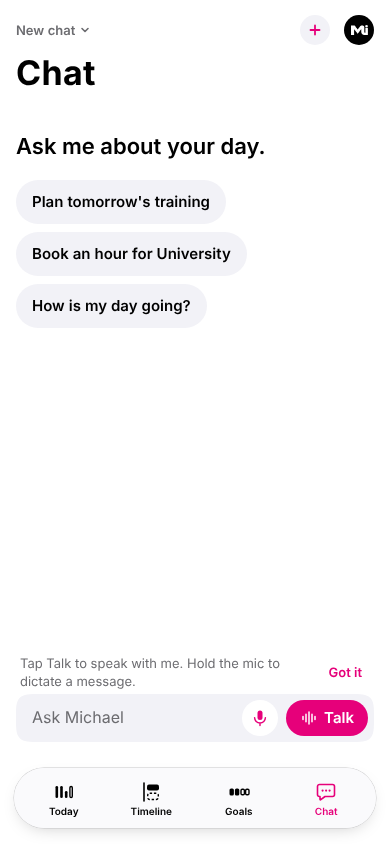 New chat
Mi
Chat
Ask me about your day.
Plan tomorrow's training
Book an hour for University
How is my day going?
Tap Talk to speak with me. Hold the mic to
dictate a message.
Got it
Ask Michael
Talk
Today
Timeline
Goals
Chat